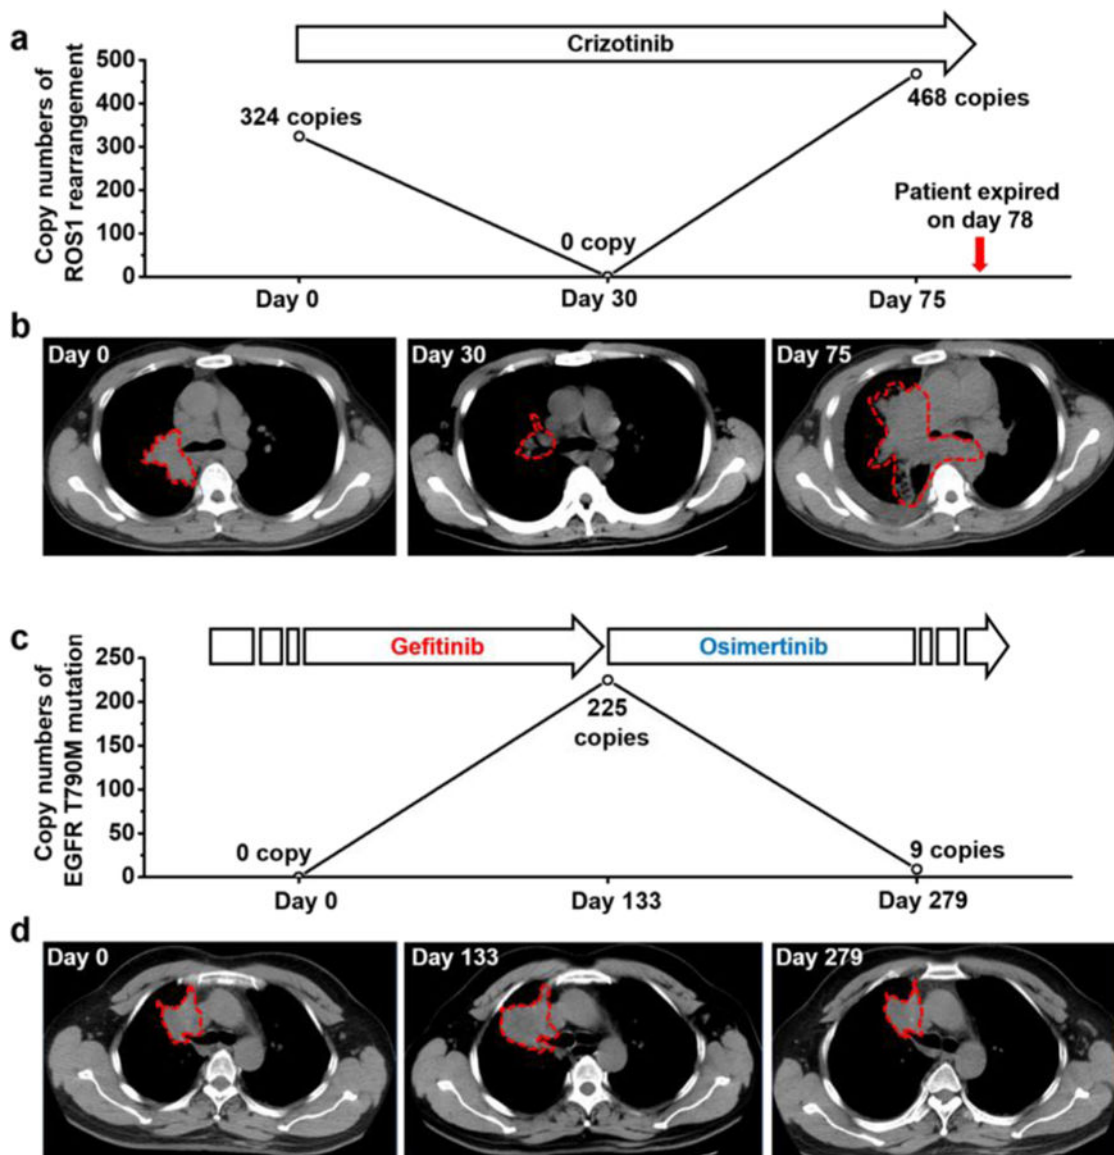 a
Crizotinib
Copy numbers of
ROS1 rearrangement
500
400
300
200
100
0
324 copies
0 copy
468 copies
Patient expired
on day 78
Day 0
Day 30
Day 75
b
Day 0
Day 30
Day 75
c
Gefitinib
Osimertinib
Copy numbers of
EGFR T790M mutation
250
200
150
100
50
0
0 copy
225
copies
9 copies
Day 0
Day 133
Day 279
d
Day 0
Day 133
Day 279